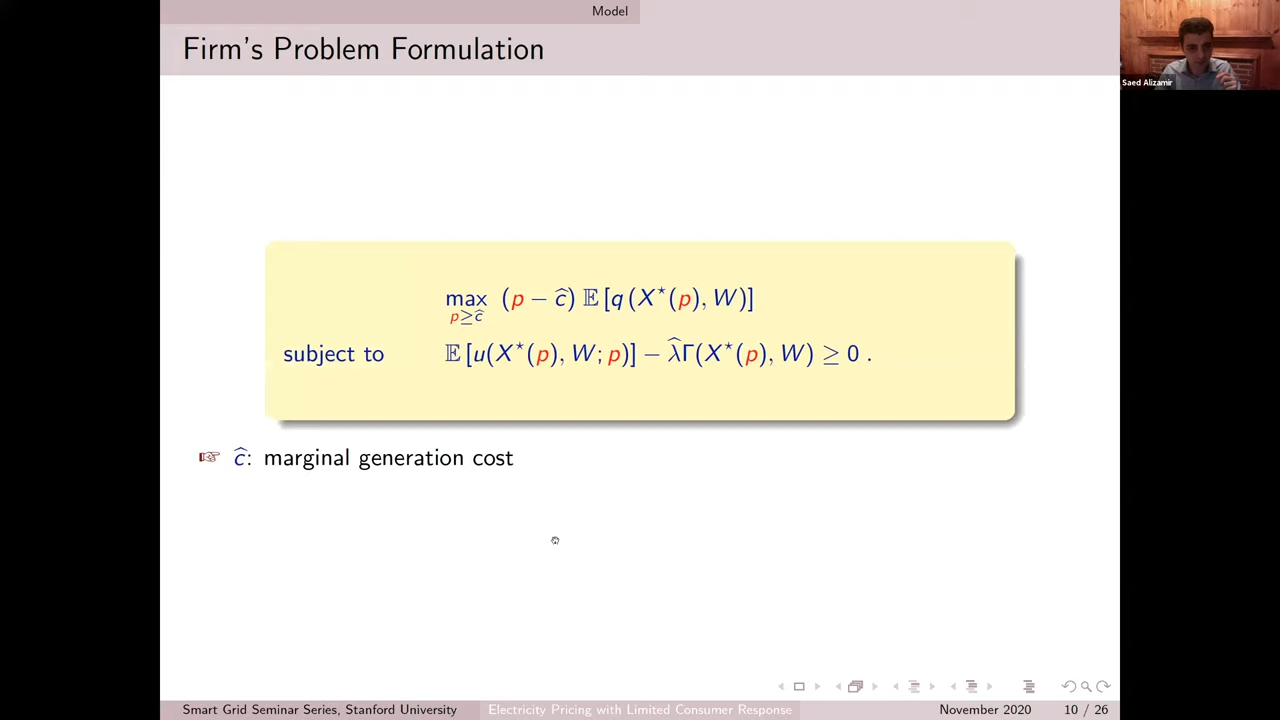 Model
Firm's Problem Formulation
Saed Alizamir
max (p − ĉ) 𝔼 [q (X⋆(p), W)]
p≥ĉ
subject to 𝔼 [u(X⋆(p), W; p)] − λ̂Γ(X⋆(p), W) ≥ 0 .
☞ ĉ: marginal generation cost
Smart Grid Seminar Series, Stanford University Electricity Pricing with Limited Consumer Response November 2020 10 / 26